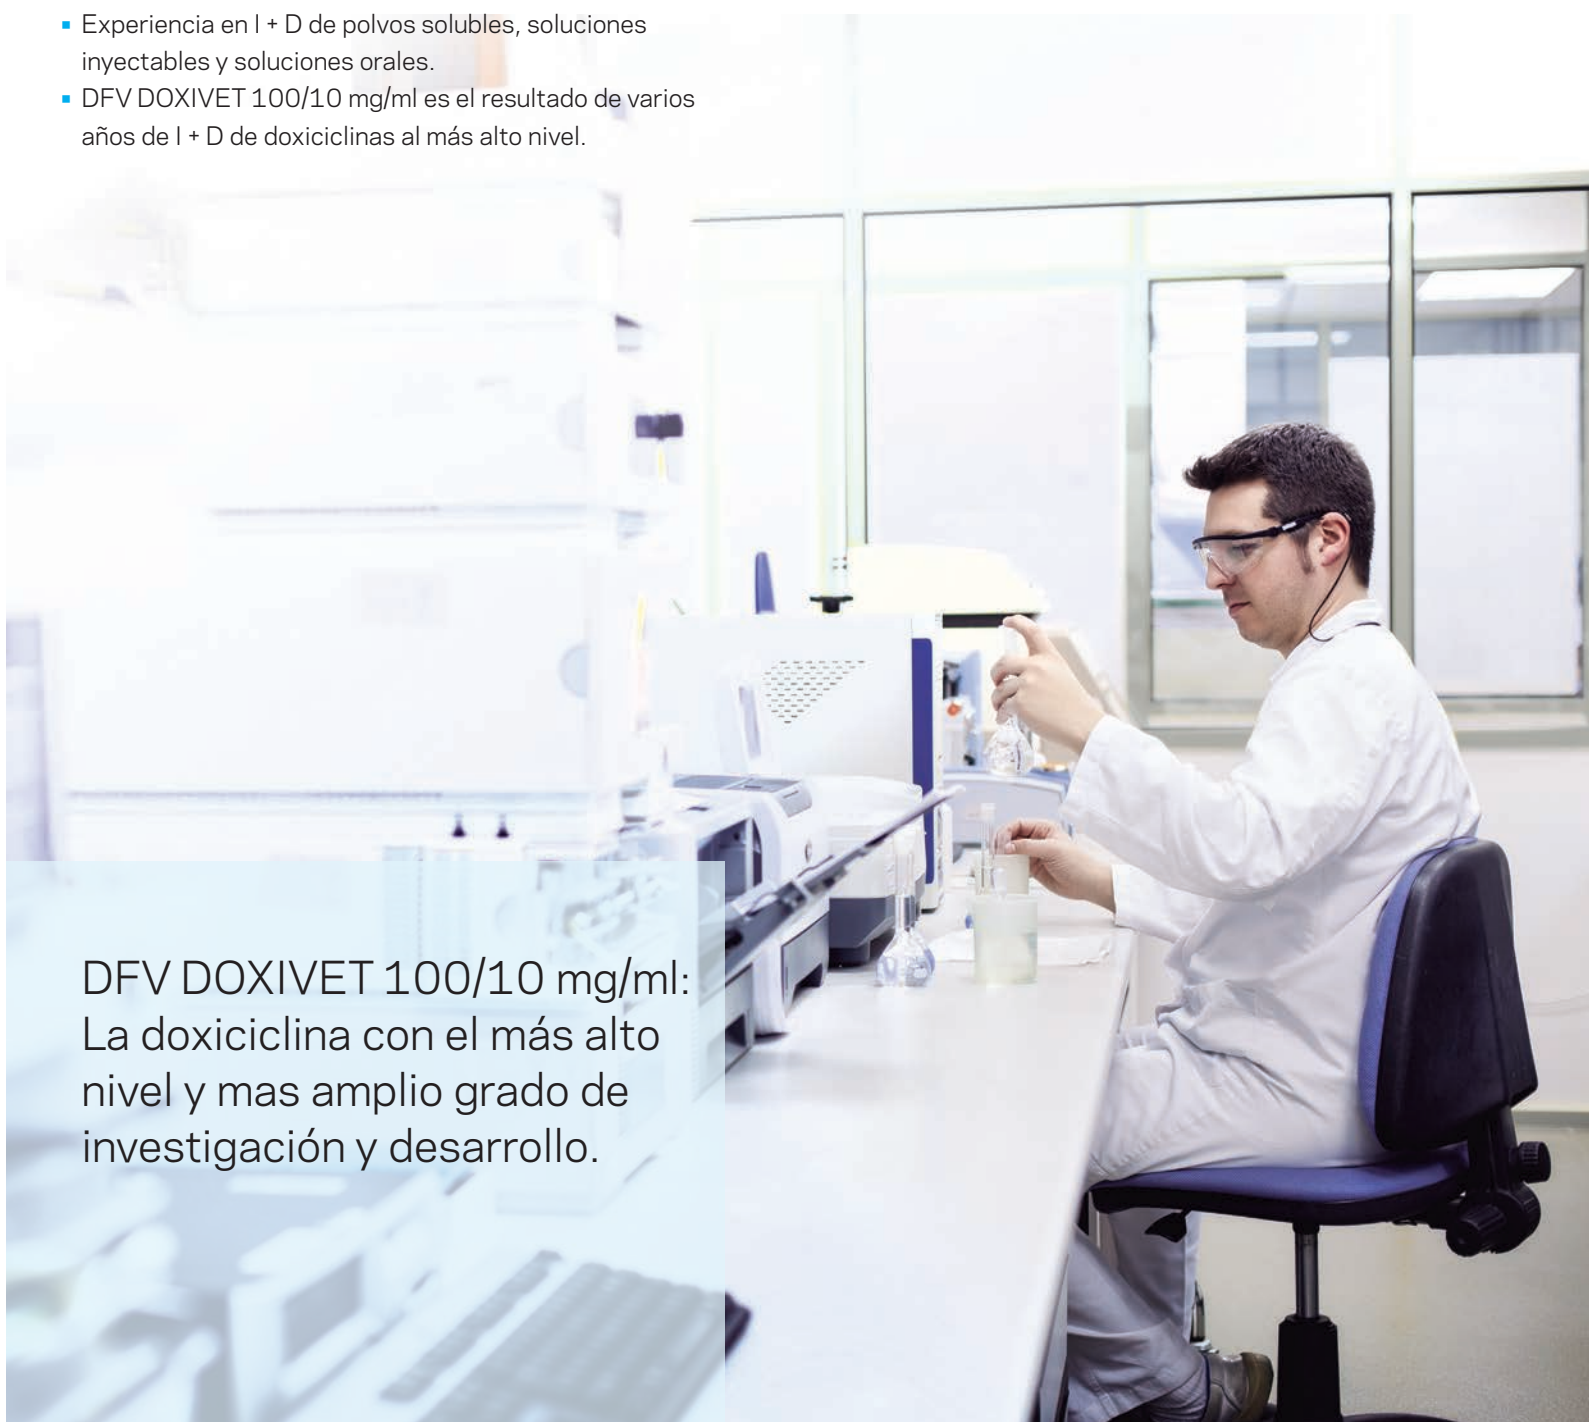 ▪ Experiencia en I + D de polvos solubles, soluciones
inyectables y soluciones orales.
▪ DFV DOXIVET 100/10 mg/ml es el resultado de varios
años de I + D de doxiciclinas al más alto nivel.
DFV DOXIVET 100/10 mg/ml:
La doxiciclina con el más alto
nivel y mas amplio grado de
investigación y desarrollo.